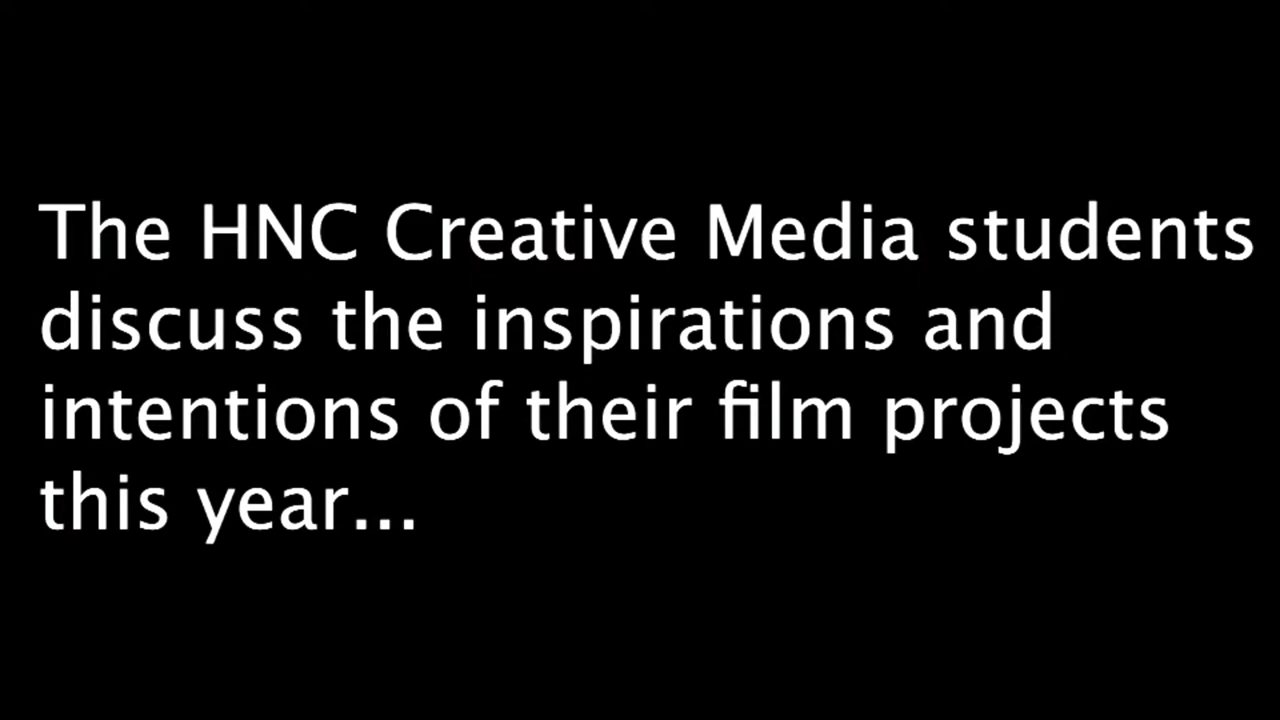 The HNC Creative Media students
discuss the inspirations and
intentions of their film projects
this year...